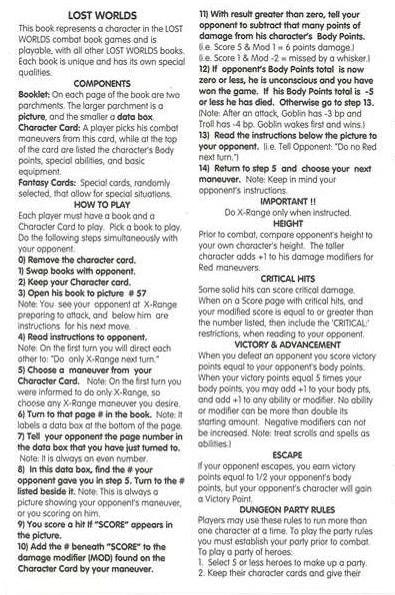 LOST WORLDS
This book represents a character in the LOST
WORLDS combat book games and is
playable, with all other LOST WORLDS books.
Each book is unique and has its own special
qualities.
COMPONENTS
Booklet: On each page of the book are two
parchments. The larger parchment is a
picture, and the smaller a data box.
Character Card: A player picks his combat
maneuvers from this card, while at the top
of the card are listed the character's Body
points, special abilities, and basic
equipment.
Fantasy Cards: Special cards, randomly
selected, that allow for special situations.
HOW TO PLAY
Each player must have a book and a
Character Card to play. Pick a book to play.
Do the following steps simultaneously with
your opponent.
0) Remove the character card.
1) Swap books with opponent.
2) Keep your Character card.
3) Open his book to picture # 57
Note: You see your opponent at X-Range
preparing to attack, and below him are
instructions for his next move.
4) Read instructions to opponent.
Note: On the first turn you will direct each
other to: "Do only X-Range next turn."
5) Choose a maneuver from your
Character Card. Note: On the first turn you
were informed to do only X-Range, so
choose any X-Range maneuver you desire.
6) Turn to that page # in the book. Note: It
labels a data box at the bottom of the page.
7) Tell your opponent the page number in
the data box that you have just turned to.
Note: It is always an even number.
8) In this data box, find the # your
opponent gave you in step 5. Turn to the #
listed beside it. Note: This is always a
picture showing your opponent's maneuver,
or you scoring on him.
9) You score a hit if "SCORE" appears in
the picture.
10) Add the # beneath "SCORE" to the
damage modifier (MOD) found on the
Character Card by your maneuver.
11) With result greater than zero, tell your
opponent to subtract that many points of
damage from his character's Body Points.
(i.e. Score 5 & Mod 1 = 6 points damage.)
(i.e. Score 1 & Mod -2 = missed by a whisker.)
12) If opponent's Body Points total is now
zero or less, he is unconscious and you have
won the game. If his Body Points total is -5
or less he has died. Otherwise go to step 13.
(Note: After an attack, Goblin has -3 bp and
Troll has -4 bp. Goblin wakes first and wins.)
13) Read the instructions below the picture to
your opponent. (i.e. Tell Opponent: "Do no Red
next turn.")
14) Return to step 5 and choose your next
maneuver. Note: Keep in mind your
opponent's instructions.
IMPORTANT !!
Do X-Range only when instructed.
HEIGHT
Prior to combat, compare opponent's height to
your own character's height. The taller
character adds +1 to his damage modifiers for
Red maneuvers.
CRITICAL HITS
Some solid hits can score critical damage.
When on a Score page with critical hits, and
your modified score is equal to or greater than
the number listed, then include the 'CRITICAL:'
restrictions, when reading to your opponent.
VICTORY & ADVANCEMENT
When you defeat an opponent you score victory
points equal to your opponent's body points.
When your victory points equal 5 times your
body points, you may add +1 to your body pts,
and add +1 to any ability or modifier. No ability
or modifier can be more than double its
starting amount. Negative modifiers can not
be increased. Note: treat scrolls and spells as
abilities.)
ESCAPE
If your opponent escapes, you earn victory
points equal to 1/2 your opponent's body
points, but your opponent's character will gain
a Victory Point.
DUNGEON PARTY RULES
Players may use these rules to run more than
one character at a time. To play the party rules
you must establish your party prior to combat.
To play a party of heroes:
1. Select 5 or less heroes to make up a party.
2. Keep their character cards and give their